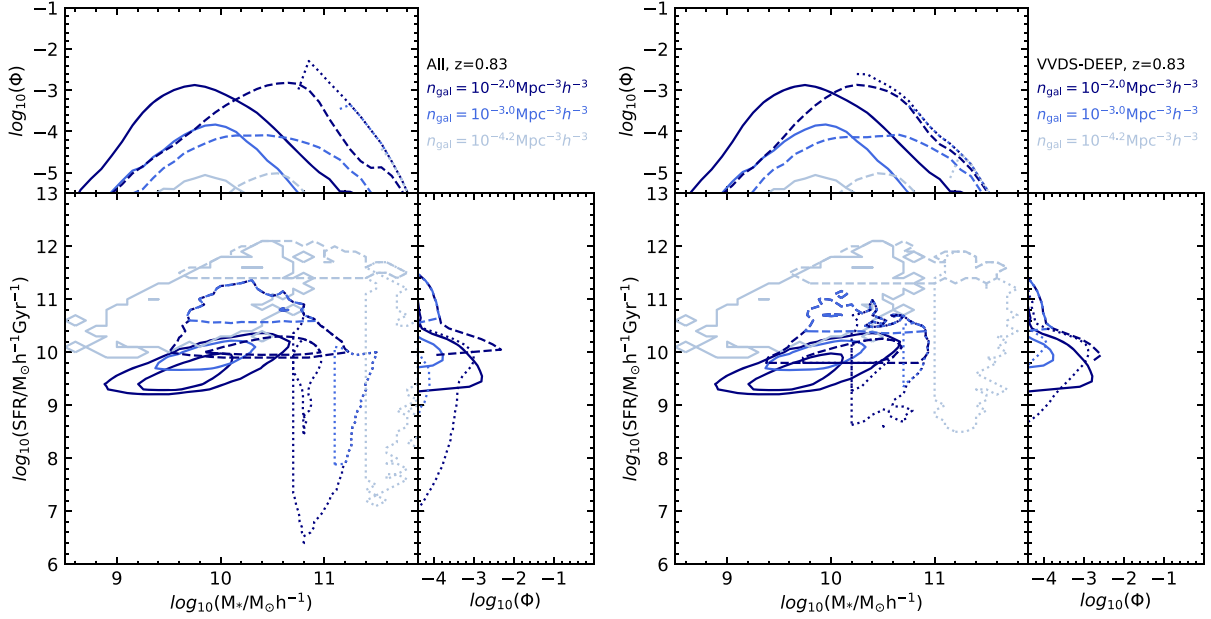 −1
−2
−3
−4
−5
log₁₀(Φ)
All, z=0.83
n_gal = 10^−2.0 Mpc^−3 h^−3
n_gal = 10^−3.0 Mpc^−3 h^−3
n_gal = 10^−4.2 Mpc^−3 h^−3
13
12
11
10
9
8
7
6
log₁₀(SFR/M⊙h^−1Gyr^−1)
9 10 11
log₁₀(M∗/M⊙h^−1)
−4 −3 −2 −1
log₁₀(Φ)
−1
−2
−3
−4
−5
log₁₀(Φ)
VVDS-DEEP, z=0.83
n_gal = 10^−2.0 Mpc^−3 h^−3
n_gal = 10^−3.0 Mpc^−3 h^−3
n_gal = 10^−4.2 Mpc^−3 h^−3
13
12
11
10
9
8
7
6
log₁₀(SFR/M⊙h^−1Gyr^−1)
9 10 11
log₁₀(M∗/M⊙h^−1)
−4 −3 −2 −1
log₁₀(Φ)